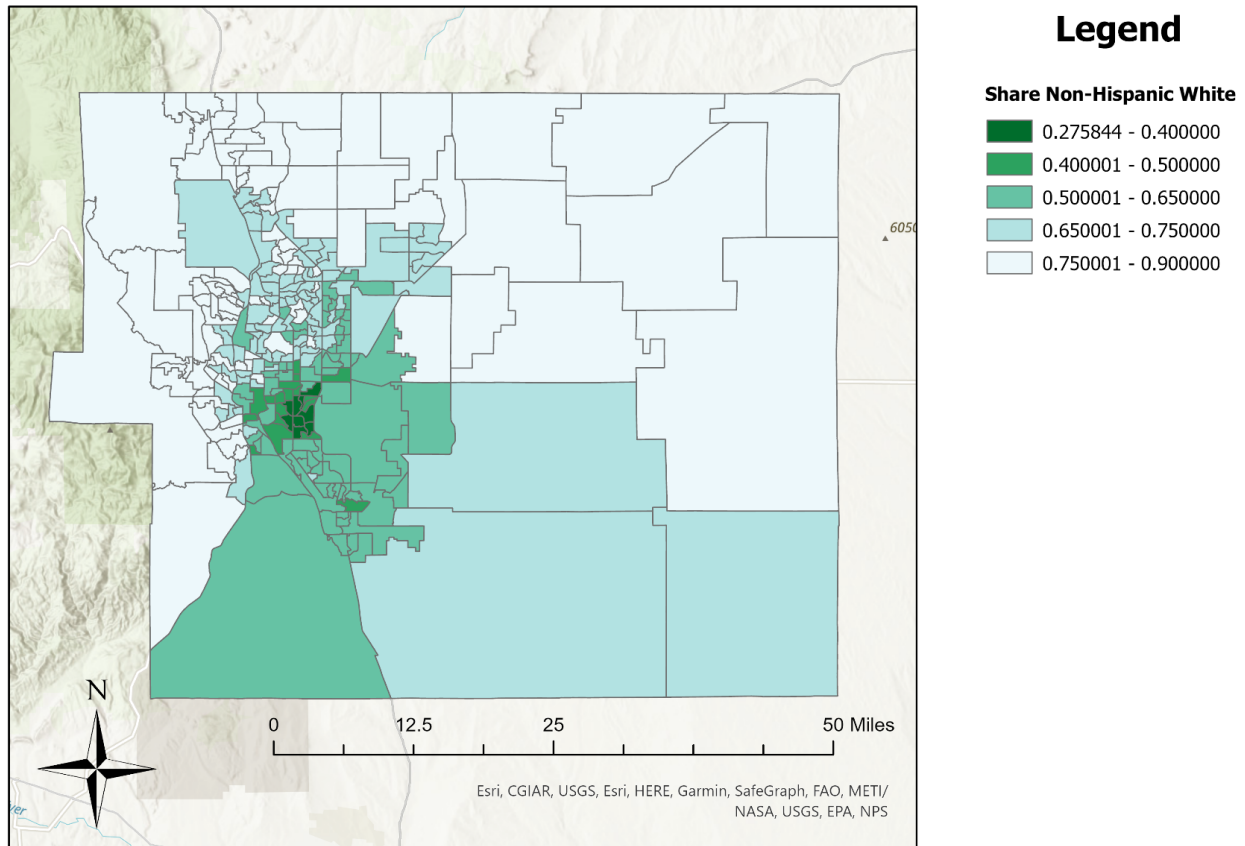 Legend
Share Non-Hispanic White
0.275844 - 0.400000
0.400001 - 0.500000
0.500001 - 0.650000
0.650001 - 0.750000
0.750001 - 0.900000
N
0 12.5 25 50 Miles
Esri, CGIAR, USGS, Esri, HERE, Garmin, SafeGraph, FAO, METI/
NASA, USGS, EPA, NPS